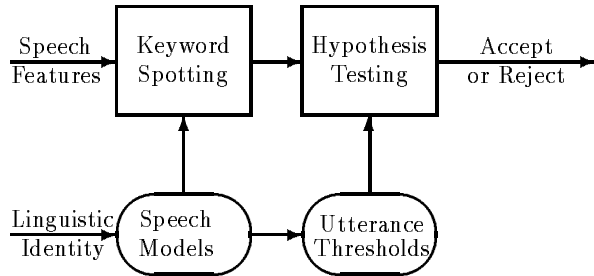 Speech
Features
Keyword
Spotting
Hypothesis
Testing
Accept
or Reject
Linguistic
Identity
Speech
Models
Utterance
Thresholds